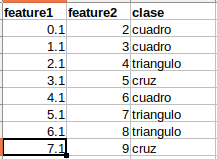 feature1 feature2 clase
0.1 2 cuadro
1.1 3 cuadro
2.1 4 triangulo
3.1 5 cruz
4.1 6 cuadro
5.1 7 triangulo
6.1 8 triangulo
7.1 9 cruz